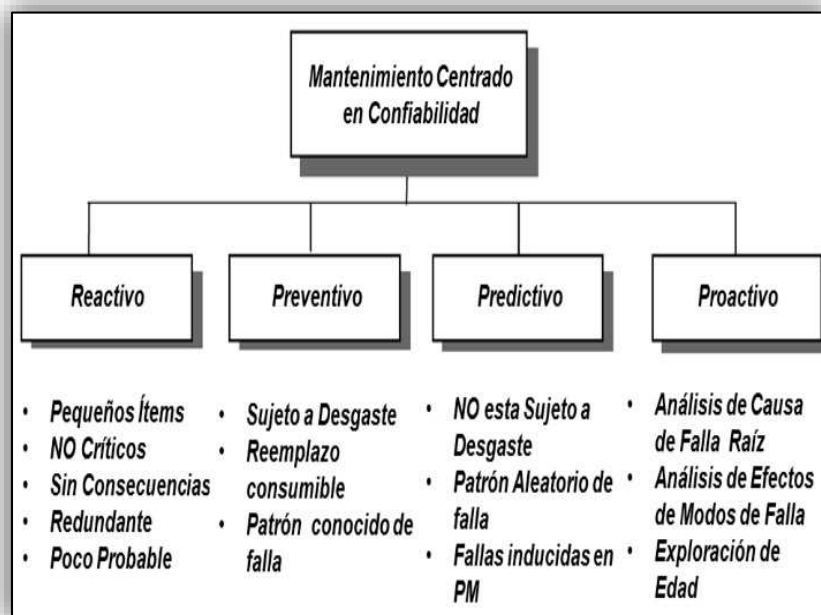 Mantenimiento Centrado
en Confiabilidad
Reactivo
Preventivo
Predictivo
Proactivo
• Pequeños Ítems
• NO Críticos
• Sin Consecuencias
• Redundante
• Poco Probable
• Sujeto a Desgaste
• Reemplazo
consumible
• Patrón conocido de
falla
• NO esta Sujeto a
Desgaste
• Patrón Aleatorio de
falla
• Fallas inducidas en
PM
• Análisis de Causa
de Falla Raíz
• Análisis de Efectos
de Modos de Falla
• Exploración de
Edad